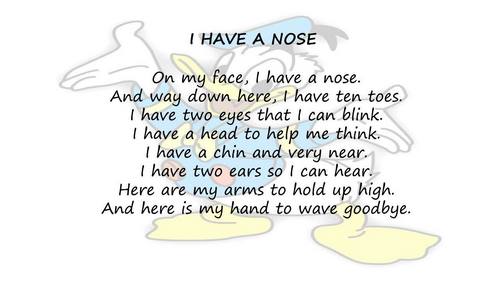 I HAVE A NOSE
On my face, I have a nose.
And way down here, I have ten toes.
I have two eyes that I can blink.
I have a head to help me think.
I have a chin and very near.
I have two ears so I can hear.
Here are my arms to hold up high.
And here is my hand to wave goodbye.